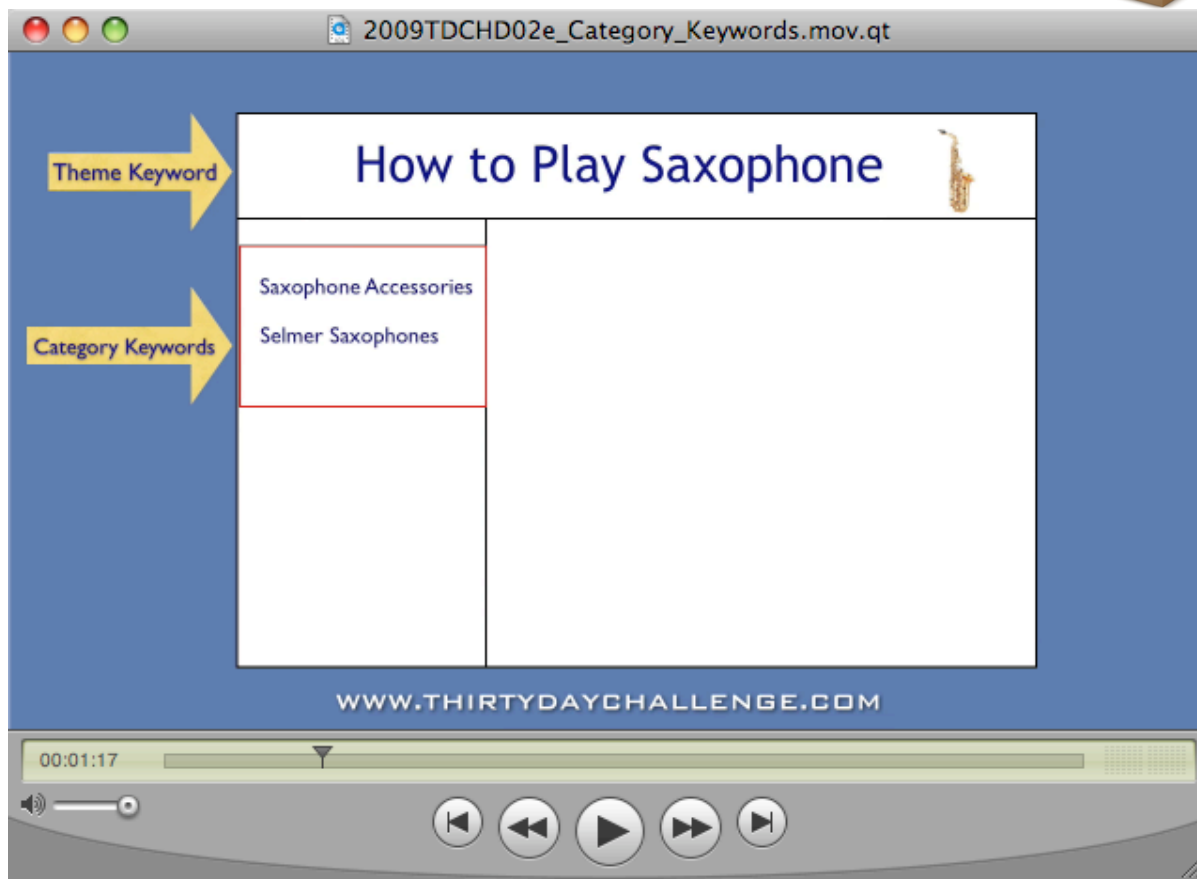 2009TDCHD02e_Category_Keywords.mov.qt
Theme Keyword
How to Play Saxophone
Saxophone Accessories
Selmer Saxophones
Category Keywords
WWW.THIRTYDAYCHALLENGE.COM
00:01:17